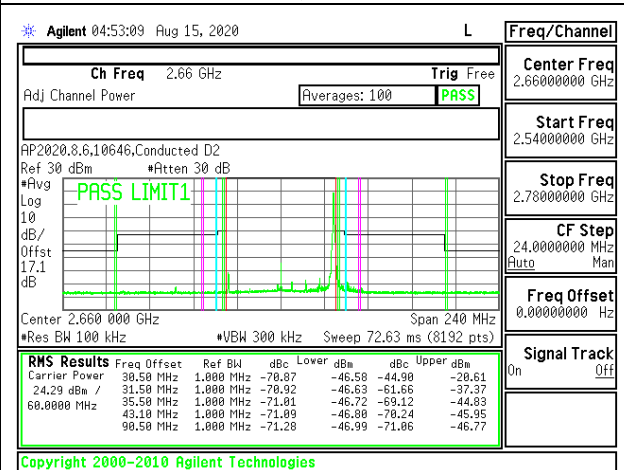 Agilent 04:53:09 Aug 15, 2020 L
Ch Freq 2.66 GHz Trig Free
Adj Channel Power Averages: 100 PASS
AP2020.8.6,10646,Conducted D2
Ref 30 dBm #Atten 30 dB
#Avg
Log
10
dB/
Offst
17.1
dB
PASS LIMIT1
Center 2.660 000 GHz Span 240 MHz
#Res BW 100 kHz #VBW 300 kHz Sweep 72.63 ms (8192 pts)
RMS Results Freq Offset Ref BW dBc Lower dBm dBc Upper dBm
Carrier Power 30.50 MHz 1.000 MHz -70.87 -46.58 -44.90 -20.61
24.29 dBm / 31.50 MHz 1.000 MHz -70.92 -46.63 -61.66 -37.37
60.0000 MHz 35.50 MHz 1.000 MHz -71.01 -46.72 -69.12 -44.83
43.10 MHz 1.000 MHz -71.09 -46.80 -70.24 -45.95
90.50 MHz 1.000 MHz -71.28 -46.99 -71.06 -46.77
Copyright 2000-2010 Agilent Technologies
Freq/Channel
Center Freq
2.66000000 GHz
Start Freq
2.54000000 GHz
Stop Freq
2.78000000 GHz
CF Step
24.0000000 MHz
Auto Man
Freq Offset
0.00000000 Hz
Signal Track
On Off